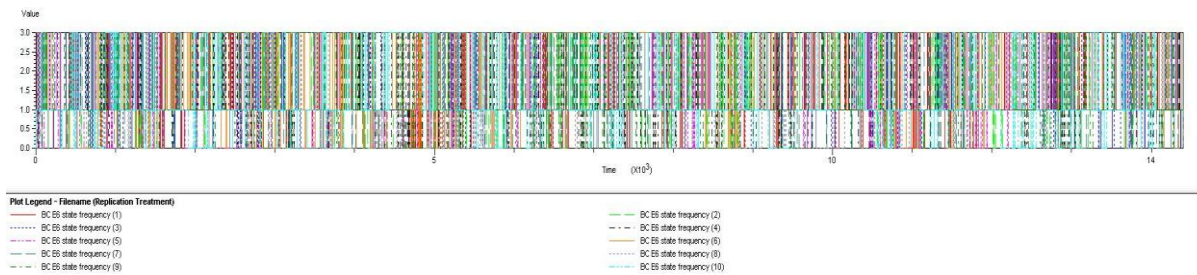 Value
3.0
2.5
2.0
1.5
1.0
0.5
0.0
0 5 10 14
Time (X10³)
Plot Legend - Filename (Replication Treatment)
BC E6 state frequency (1) BC E6 state frequency (2)
BC E6 state frequency (3) BC E6 state frequency (4)
BC E6 state frequency (5) BC E6 state frequency (6)
BC E6 state frequency (7) BC E6 state frequency (8)
BC E6 state frequency (9) BC E6 state frequency (10)